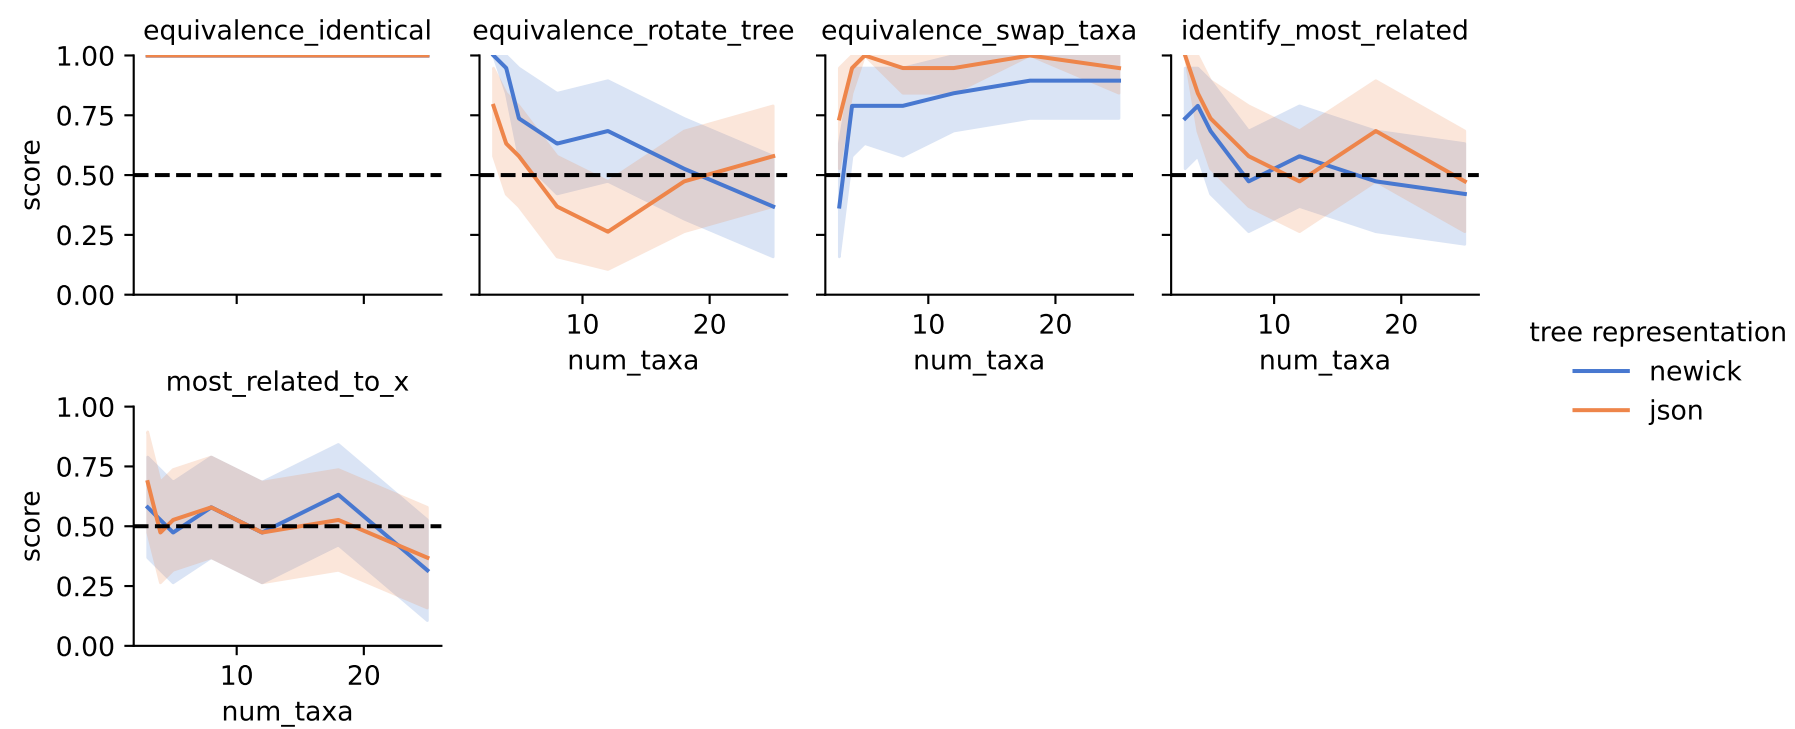 equivalence_identical
equivalence_rotate_tree
equivalence_swap_taxa
identify_most_related
1.00
0.75
0.50
0.25
0.00
score
10
20
num_taxa
10
20
num_taxa
10
20
num_taxa
tree representation
newick
json
most_related_to_x
1.00
0.75
0.50
0.25
0.00
score
10
20
num_taxa